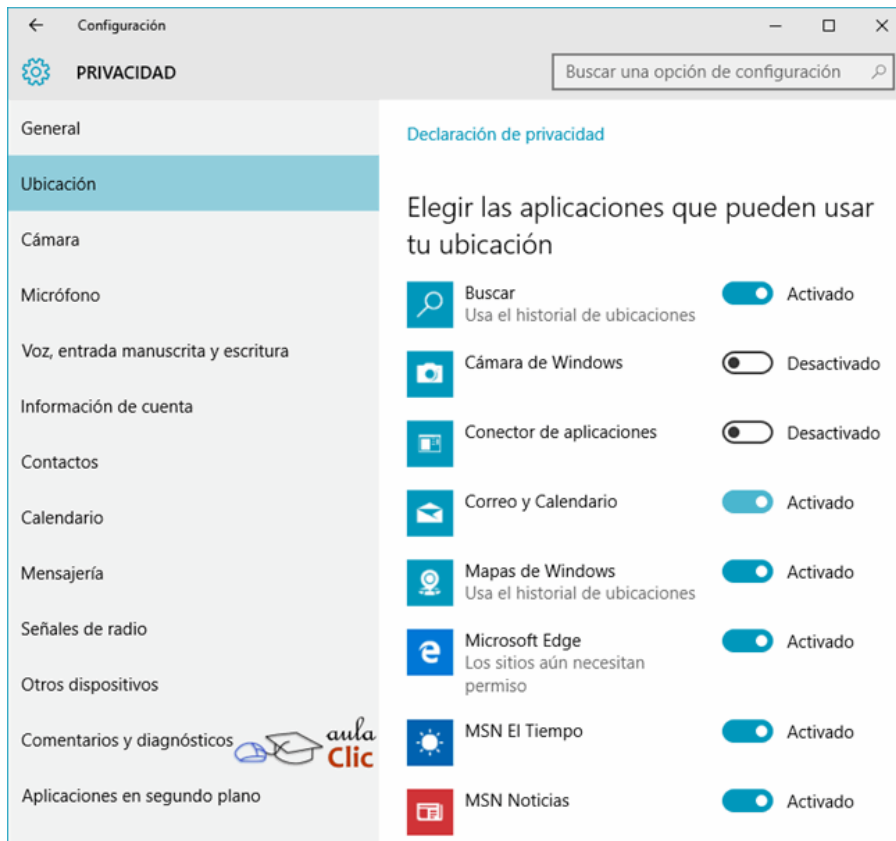 Configuración
PRIVACIDAD
Buscar una opción de configuración
General
Ubicación
Cámara
Micrófono
Voz, entrada manuscrita y escritura
Información de cuenta
Contactos
Calendario
Mensajería
Señales de radio
Otros dispositivos
Comentarios y diagnósticos
aula
Clic
Aplicaciones en segundo plano
Declaración de privacidad
Elegir las aplicaciones que pueden usar
tu ubicación
Buscar
Activado
Usa el historial de ubicaciones
Cámara de Windows
Desactivado
Conector de aplicaciones
Desactivado
Correo y Calendario
Activado
Mapas de Windows
Activado
Usa el historial de ubicaciones
Microsoft Edge
Activado
Los sitios aún necesitan
permiso
MSN El Tiempo
Activado
MSN Noticias
Activado